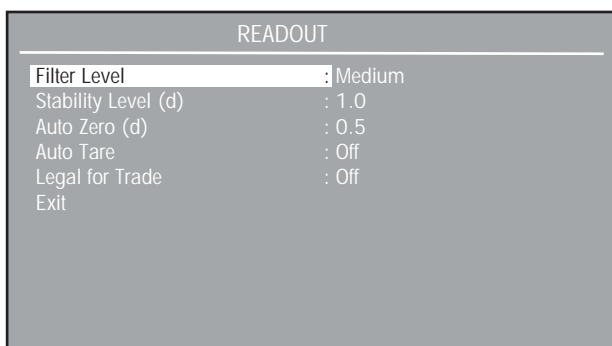 READOUT
Filter Level : Medium
Stability Level (d) : 1.0
Auto Zero (d) : 0.5
Auto Tare : Off
Legal for Trade : Off
Exit